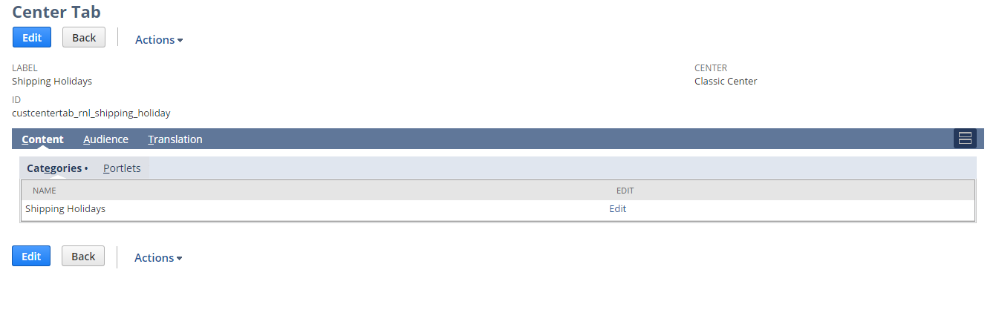 Center Tab
Edit Back Actions
LABEL CENTER
Shipping Holidays Classic Center
ID
custcentertab_rnl_shipping_holiday
Content Audience Translation
Categories • Portlets
NAME EDIT
Shipping Holidays Edit
Edit Back Actions